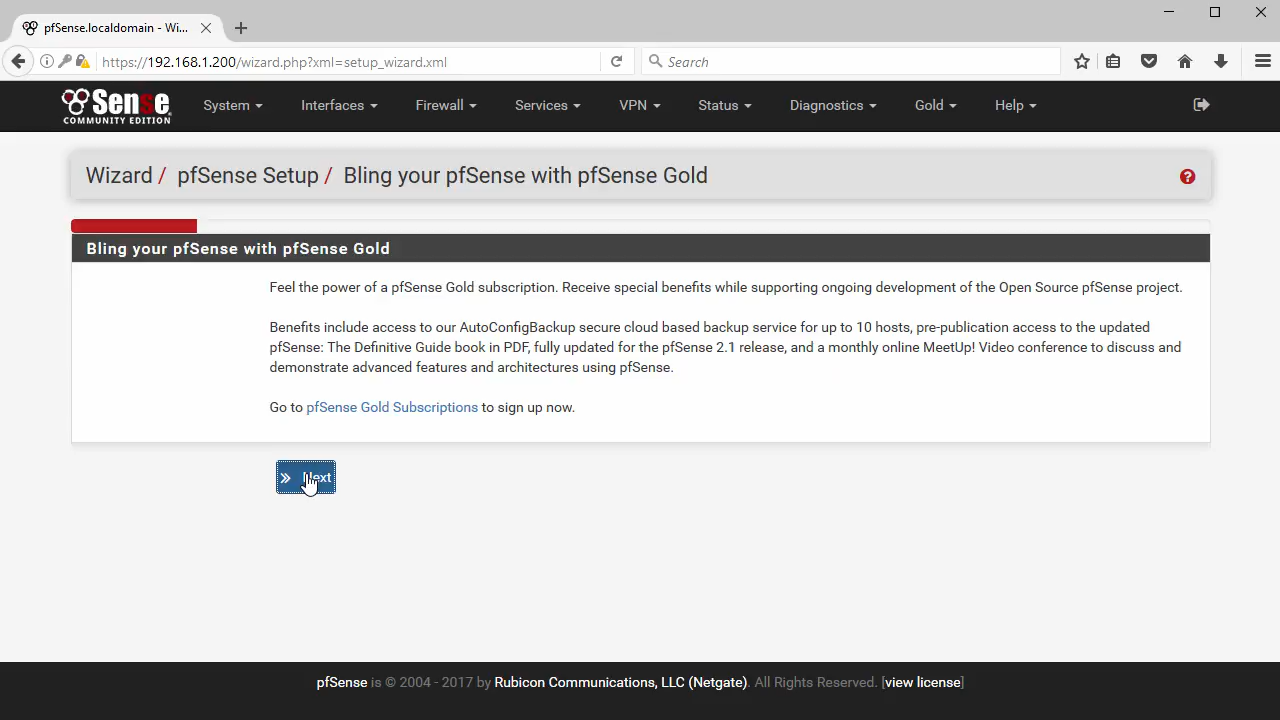 pfSense.localdomain - Wi...
https://192.168.1.200/wizard.php?xml=setup_wizard.xml
Search
Sense
COMMUNITY EDITION
System
Interfaces
Firewall
Services
VPN
Status
Diagnostics
Gold
Help
Wizard / pfSense Setup / Bling your pfSense with pfSense Gold
Bling your pfSense with pfSense Gold
Feel the power of a pfSense Gold subscription. Receive special benefits while supporting ongoing development of the Open Source pfSense project.
Benefits include access to our AutoConfigBackup secure cloud based backup service for up to 10 hosts, pre-publication access to the updated
pfSense: The Definitive Guide book in PDF, fully updated for the pfSense 2.1 release, and a monthly online MeetUp! Video conference to discuss and
demonstrate advanced features and architectures using pfSense.
Go to pfSense Gold Subscriptions to sign up now.
Next
pfSense is © 2004 - 2017 by Rubicon Communications, LLC (Netgate). All Rights Reserved. [view license]